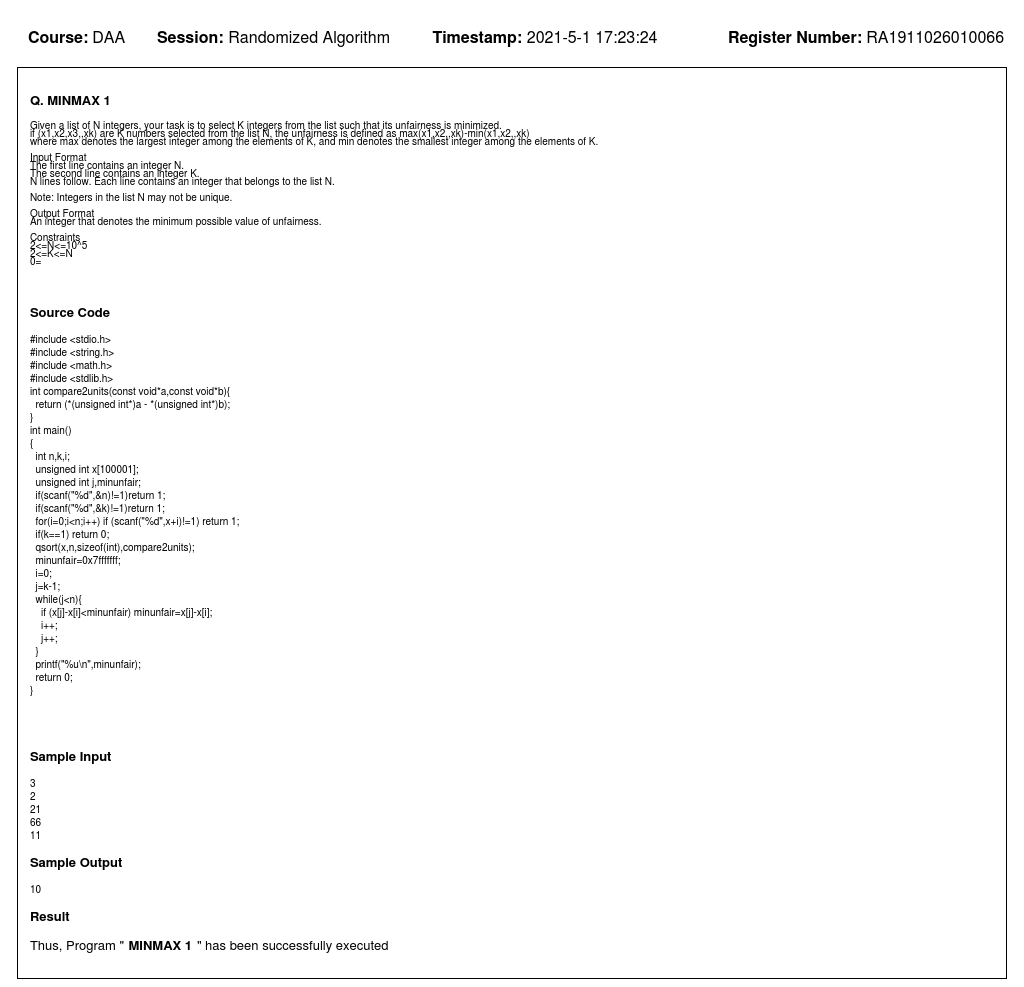 Course: DAA Session: Randomized Algorithm Timestamp: 2021-5-1 17:23:24 Register Number: RA1911026010066
Q. MINMAX 1
Given a list of N integers, your task is to select K integers from the list such that its unfairness is minimized.
if (x1,x2,x3,,xk) are K numbers selected from the list N, the unfairness is defined as max(x1,x2,,xk)-min(x1,x2,,xk)
where max denotes the largest integer among the elements of K, and min denotes the smallest integer among the elements of K.
Input Format
The first line contains an integer N.
The second line contains an integer K.
N lines follow. Each line contains an integer that belongs to the list N.
Note: Integers in the list N may not be unique.
Output Format
An integer that denotes the minimum possible value of unfairness.
Constraints
2<=N<=10^5
2<=K<=N
0=
Source Code
#include <stdio.h>
#include <string.h>
#include <math.h>
#include <stdlib.h>
int compare2units(const void*a,const void*b){
  return (*(unsigned int*)a - *(unsigned int*)b);
}
int main()
{
  int n,k,i;
  unsigned int x[100001];
  unsigned int j,minunfair;
  if(scanf("%d",&n)!=1)return 1;
  if(scanf("%d",&k)!=1)return 1;
  for(i=0;i<n;i++) if (scanf("%d",x+i)!=1) return 1;
  if(k==1) return 0;
  qsort(x,n,sizeof(int),compare2units);
  minunfair=0x7fffffff;
  i=0;
  j=k-1;
  while(j<n){
    if (x[j]-x[i]<minunfair) minunfair=x[j]-x[i];
    i++;
    j++;
  }
  printf("%u\n",minunfair);
  return 0;
}
Sample Input
3
2
21
66
11
Sample Output
10
Result
Thus, Program " MINMAX 1 " has been successfully executed